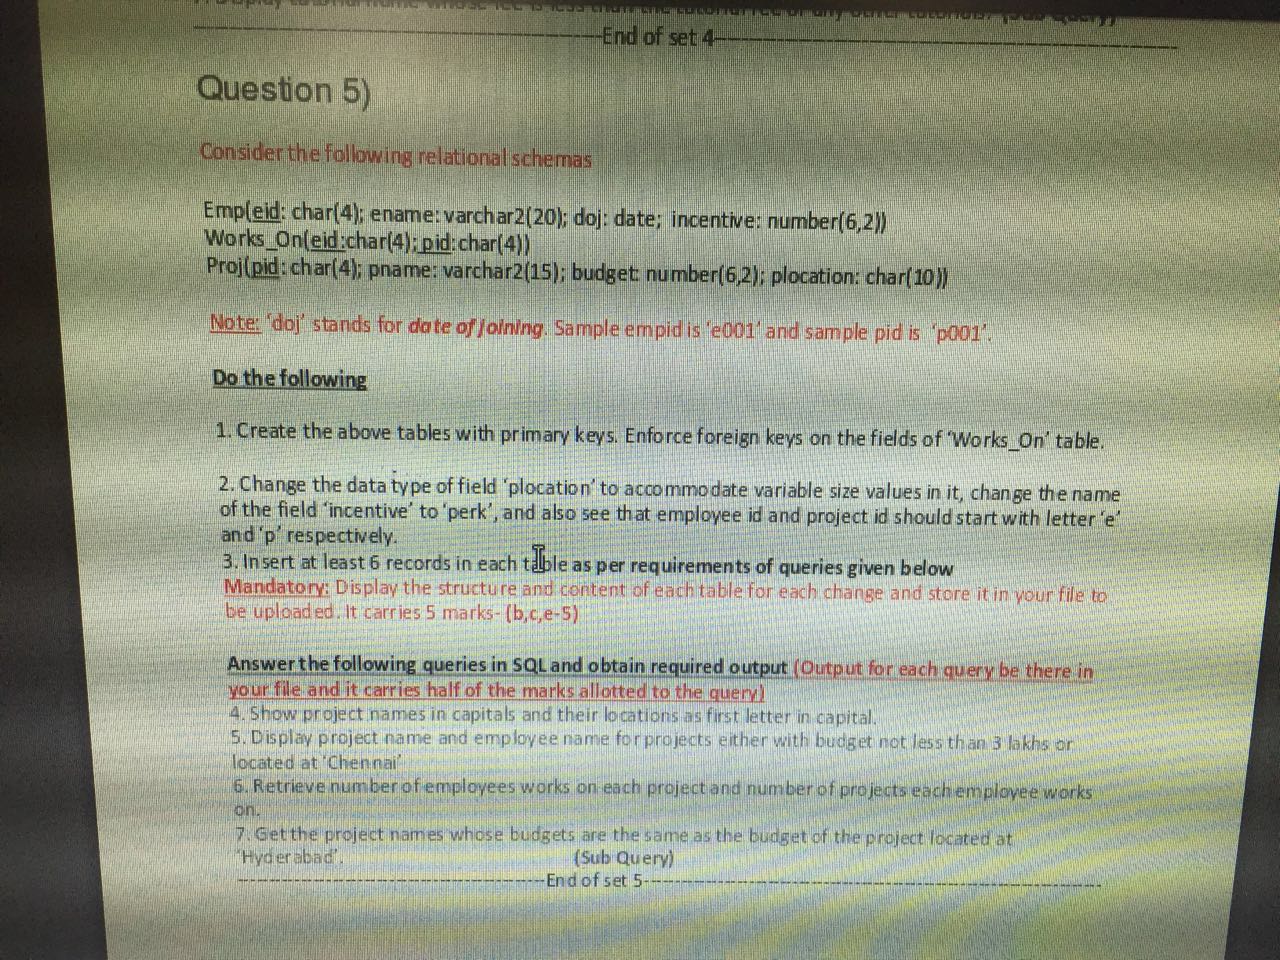 End of set 4
Question 5)
Consider the following relational schemas
Emp(eid: char(4); ename: varchar2(20); doj: date; incentive: number(6,2))
Works_On(eid:char(4); pid:char(4))
Proj(pid: char(4); pname: varchar2(15); budget: number(6,2); plocation: char(10))
Note: 'doj' stands for date of joining. Sample empid is 'e001' and sample pid is 'p001'.
Do the following
1. Create the above tables with primary keys. Enforce foreign keys on the fields of 'Works_On' table.
2. Change the data type of field 'plocation' to accommodate variable size values in it, change the name
of the field 'incentive' to 'perk', and also see that employee id and project id should start with letter 'e'
and 'p' respectively.
3. Insert at least 6 records in each table as per requirements of queries given below
Mandatory: Display the structure and content of each table for each change and store it in your file to
be uploaded. It carries 5 marks- (b,c,e-5)
Answer the following queries in SQL and obtain required output (Output for each query be there in
your file and it carries half of the marks allotted to the query)
4. Show project names in capitals and their locations as first letter in capital.
5. Display project name and employee name for projects either with budget not less than 3 lakhs or
located at 'Chennai'
6. Retrieve number of employees works on each project and number of projects each employee works
on.
7. Get the project names whose budgets are the same as the budget of the project located at
'Hyderabad'. (Sub Query)
End of set 5